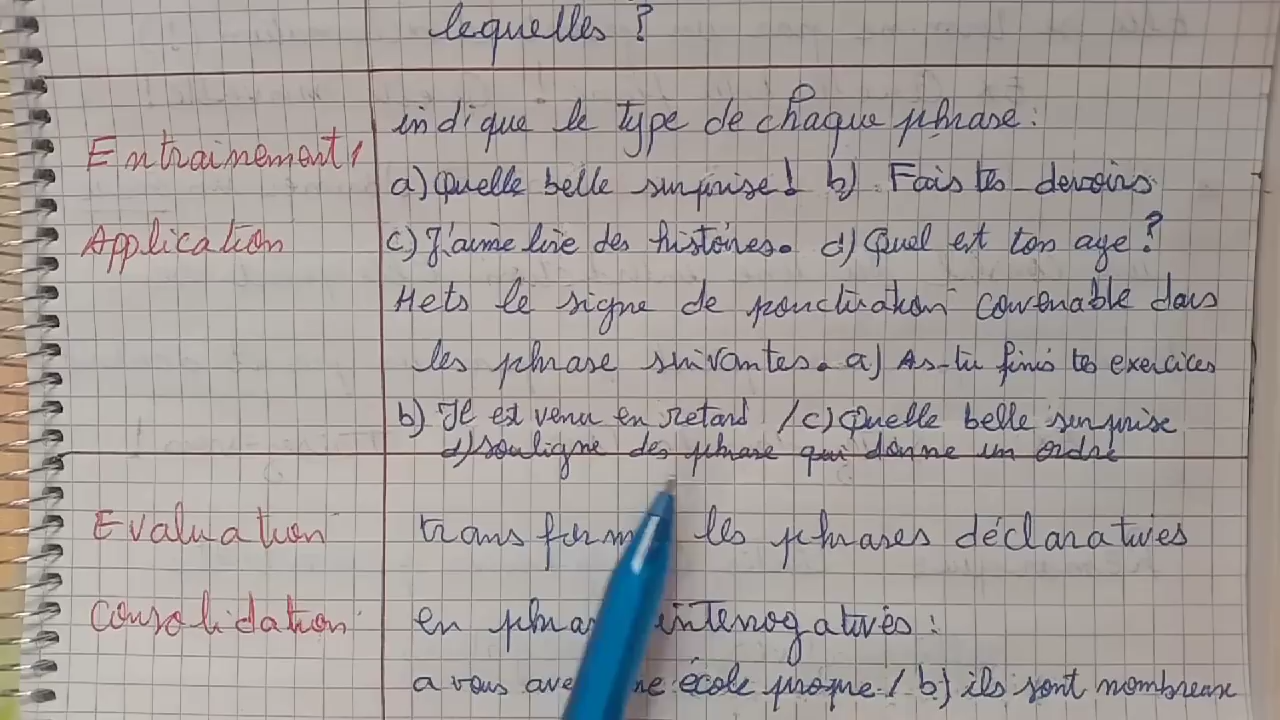 lequelles ?
indique le type de chaque phrase :
Entrainement/
a) Quelle belle surprise ! b) Fais tes devoirs.
Application
c) J'aime lire des histoires. d) Quel est ton age ?
Mets le signe de ponctuation convenable dans
les phrase suivantes. a) As-tu finis tes exercices
b) Il est venu en retard / c) Quelle belle surprise
d) souligne des phrase qui donne un ordre
Evaluation
transforme les phrases déclaratives
Consolidation
en interrogatives :
a vous école propre / b) ils sont nombreux